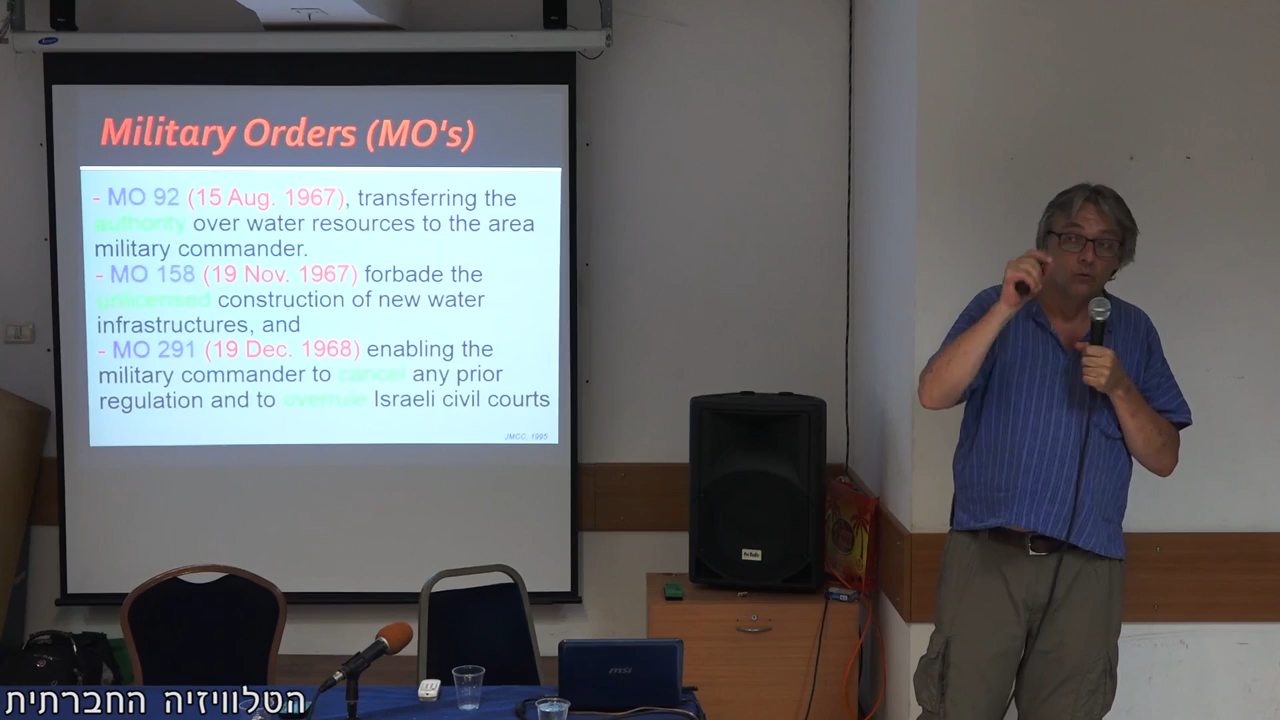 Military Orders (MO's)
- MO 92 (15 Aug. 1967), transferring the
authority over water resources to the area
military commander.
- MO 158 (19 Nov. 1967) forbade the
unlicensed construction of new water
infrastructures, and
- MO 291 (19 Dec. 1968) enabling the
military commander to cancel any prior
regulation and to overrule Israeli civil courts
JMCC, 1995
msi
הטלוויזיה החברתית